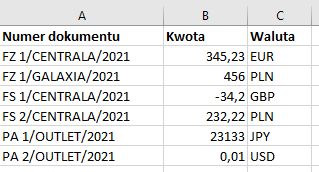 A B C
Numer dokumentu Kwota Waluta
FZ 1/CENTRALA/2021 345,23 EUR
FZ 1/GALAXIA/2021 456 PLN
FS 1/CENTRALA/2021 -34,2 GBP
FS 2/CENTRALA/2021 232,22 PLN
PA 1/OUTLET/2021 23133 JPY
PA 2/OUTLET/2021 0,01 USD